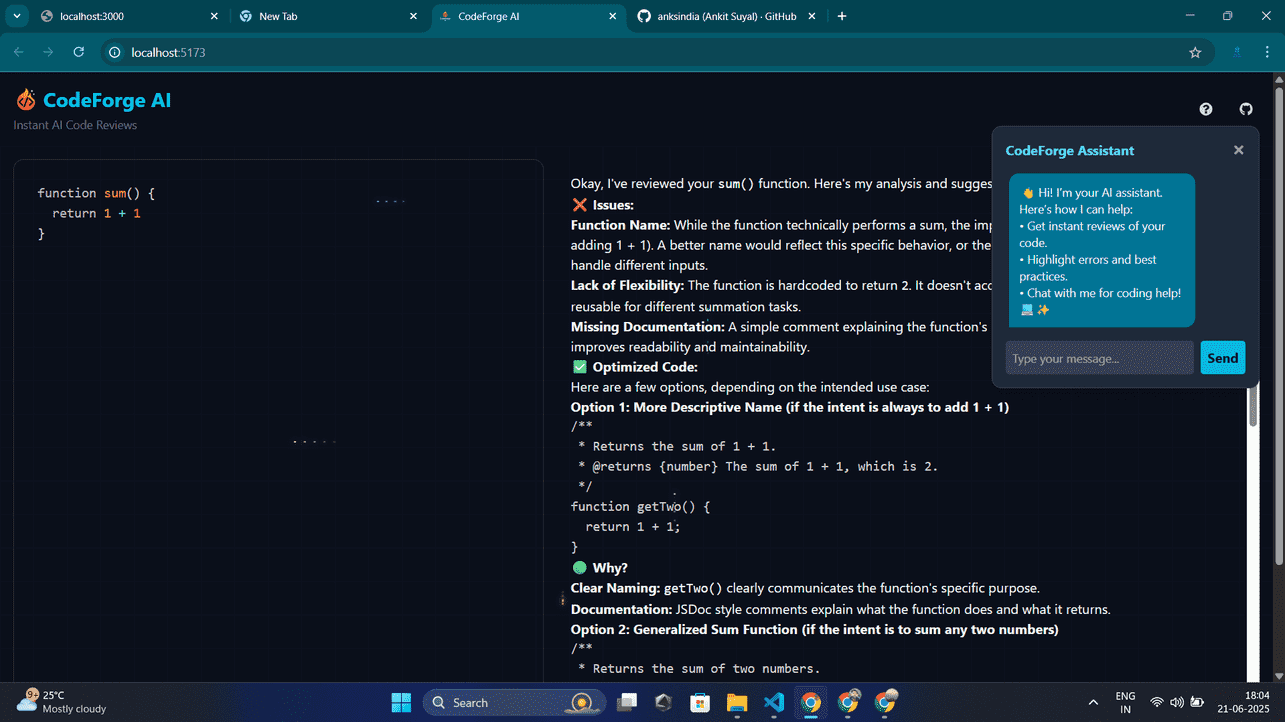 localhost:3000
New Tab
CodeForge AI
anksindia (Ankit Suyal) · GitHub
localhost:5173
CodeForge AI
Instant AI Code Reviews
function sum() {
  return 1 + 1
}
Okay, I've reviewed your sum() function. Here's my analysis and
❌ Issues:
Function Name: While the function technically performs a sum, the
adding 1 + 1). A better name would reflect this specific behavior, or the
handle different inputs.
Lack of Flexibility: The function is hardcoded to return 2. It doesn't
reusable for different summation tasks.
Missing Documentation: A simple comment explaining the function's
improves readability and maintainability.
✅ Optimized Code:
Here are a few options, depending on the intended use case:
Option 1: More Descriptive Name (if the intent is always to add 1 + 1)
/**
 * Returns the sum of 1 + 1.
 * @returns {number} The sum of 1 + 1, which is 2.
 */
function getTwo() {
  return 1 + 1;
}
Why?
Clear Naming: getTwo() clearly communicates the function's specific purpose.
Documentation: JSDoc style comments explain what the function does and what it returns.
Option 2: Generalized Sum Function (if the intent is to sum any two numbers)
/**
 * Returns the sum of two numbers.
CodeForge Assistant
👋 Hi! I'm your AI assistant.
Here's how I can help:
• Get instant reviews of your
code.
• Highlight errors and best
practices.
• Chat with me for coding help!
💻 ✨
Type your message...
Send
9+
25°C
Mostly cloudy
Search
ENG
IN
18:04
21-06-2025